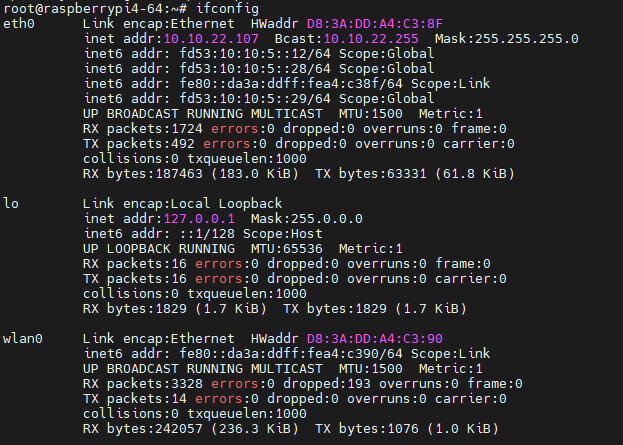 root@raspberrypi4-64:~# ifconfig
eth0      Link encap:Ethernet  HWaddr D8:3A:DD:A4:C3:8F
          inet addr:10.10.22.107  Bcast:10.10.22.255  Mask:255.255.255.0
          inet6 addr: fd53:10:10:5::12/64 Scope:Global
          inet6 addr: fd53:10:10:5::28/64 Scope:Global
          inet6 addr: fe80::da3a:ddff:fea4:c38f/64 Scope:Link
          inet6 addr: fd53:10:10:5::29/64 Scope:Global
          UP BROADCAST RUNNING MULTICAST  MTU:1500  Metric:1
          RX packets:1724 errors:0 dropped:0 overruns:0 frame:0
          TX packets:492 errors:0 dropped:0 overruns:0 carrier:0
          collisions:0 txqueuelen:1000
          RX bytes:187463 (183.0 KiB)  TX bytes:63331 (61.8 KiB)

lo        Link encap:Local Loopback
          inet addr:127.0.0.1  Mask:255.0.0.0
          inet6 addr: ::1/128 Scope:Host
          UP LOOPBACK RUNNING  MTU:65536  Metric:1
          RX packets:16 errors:0 dropped:0 overruns:0 frame:0
          TX packets:16 errors:0 dropped:0 overruns:0 carrier:0
          collisions:0 txqueuelen:1000
          RX bytes:1829 (1.7 KiB)  TX bytes:1829 (1.7 KiB)

wlan0     Link encap:Ethernet  HWaddr D8:3A:DD:A4:C3:90
          inet6 addr: fe80::da3a:ddff:fea4:c390/64 Scope:Link
          UP BROADCAST RUNNING MULTICAST  MTU:1500  Metric:1
          RX packets:3328 errors:0 dropped:193 overruns:0 frame:0
          TX packets:14 errors:0 dropped:0 overruns:0 carrier:0
          collisions:0 txqueuelen:1000
          RX bytes:242057 (236.3 KiB)  TX bytes:1076 (1.0 KiB)